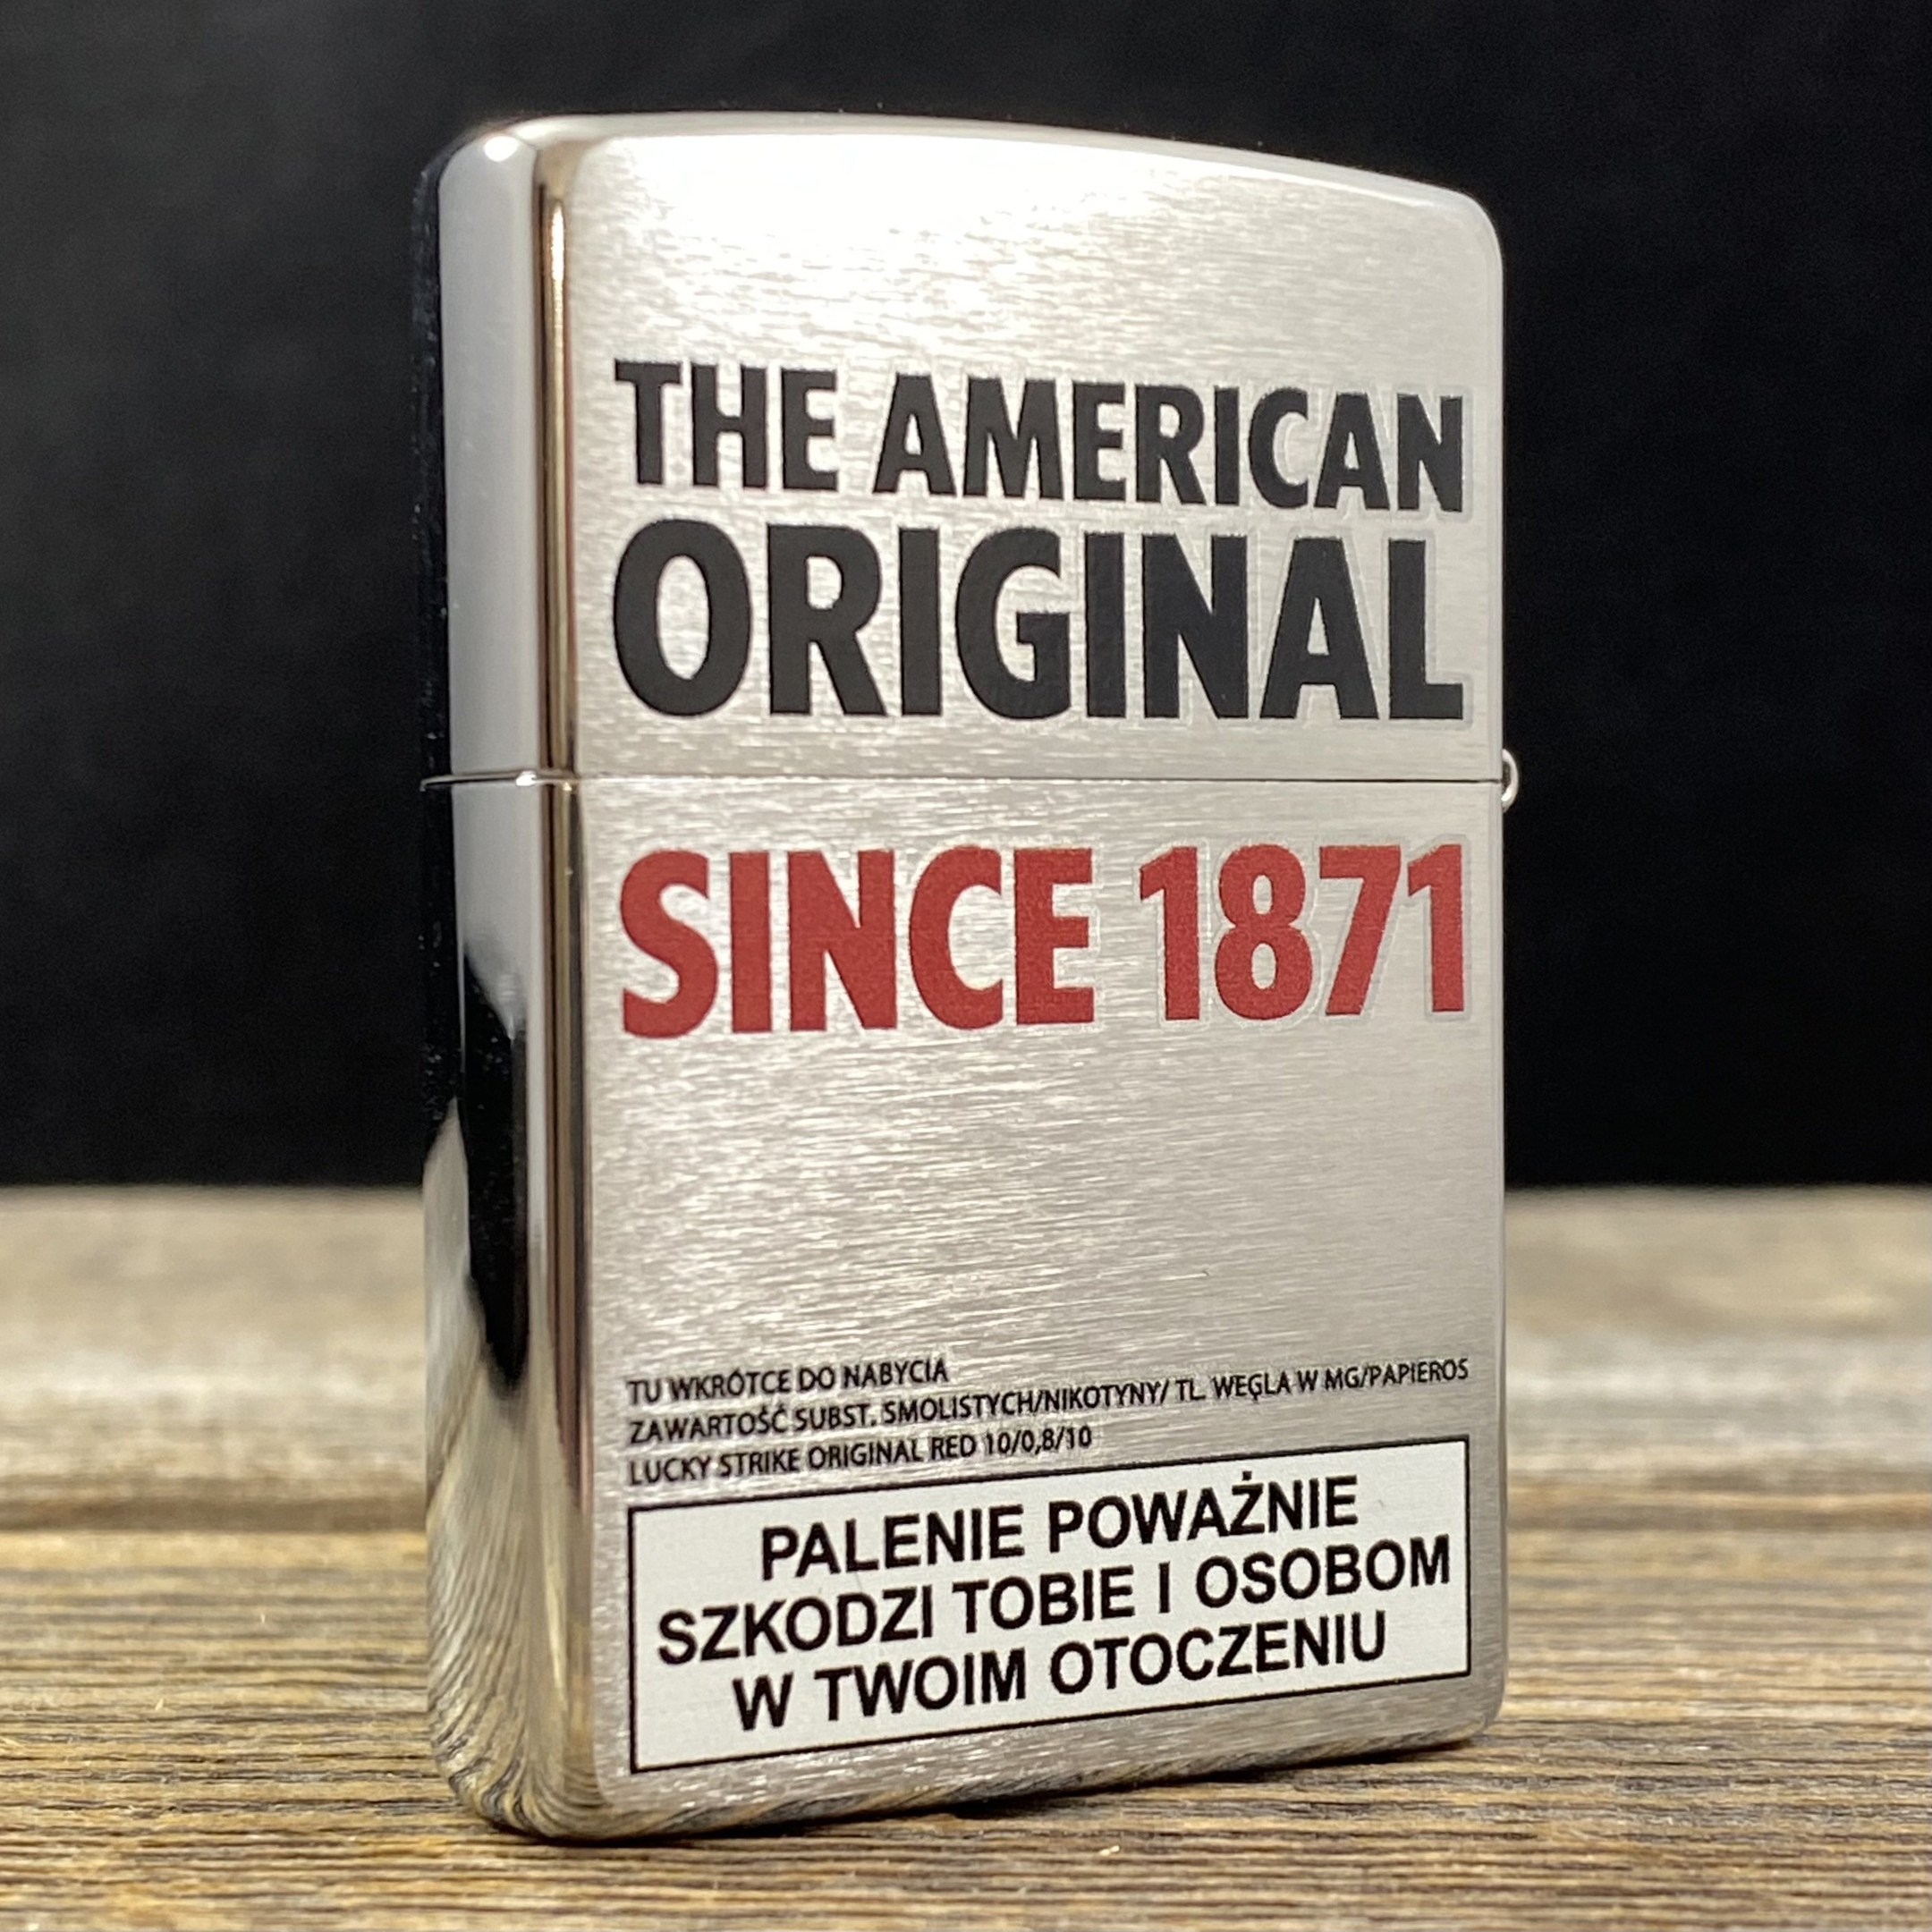 THE AMERICAN
ORIGINAL
SINCE 1871
TU WKRÓTCE DO NABYCIA
ZAWARTOŚĆ SUBST. SMOLISTYCH/NIKOTYNY/ TL. WĘGLA W MG/PAPIEROS
LUCKY STRIKE ORIGINAL RED 10/0,8/10
PALENIE POWAŻNIE
SZKODZI TOBIE I OSOBOM
W TWOIM OTOCZENIU